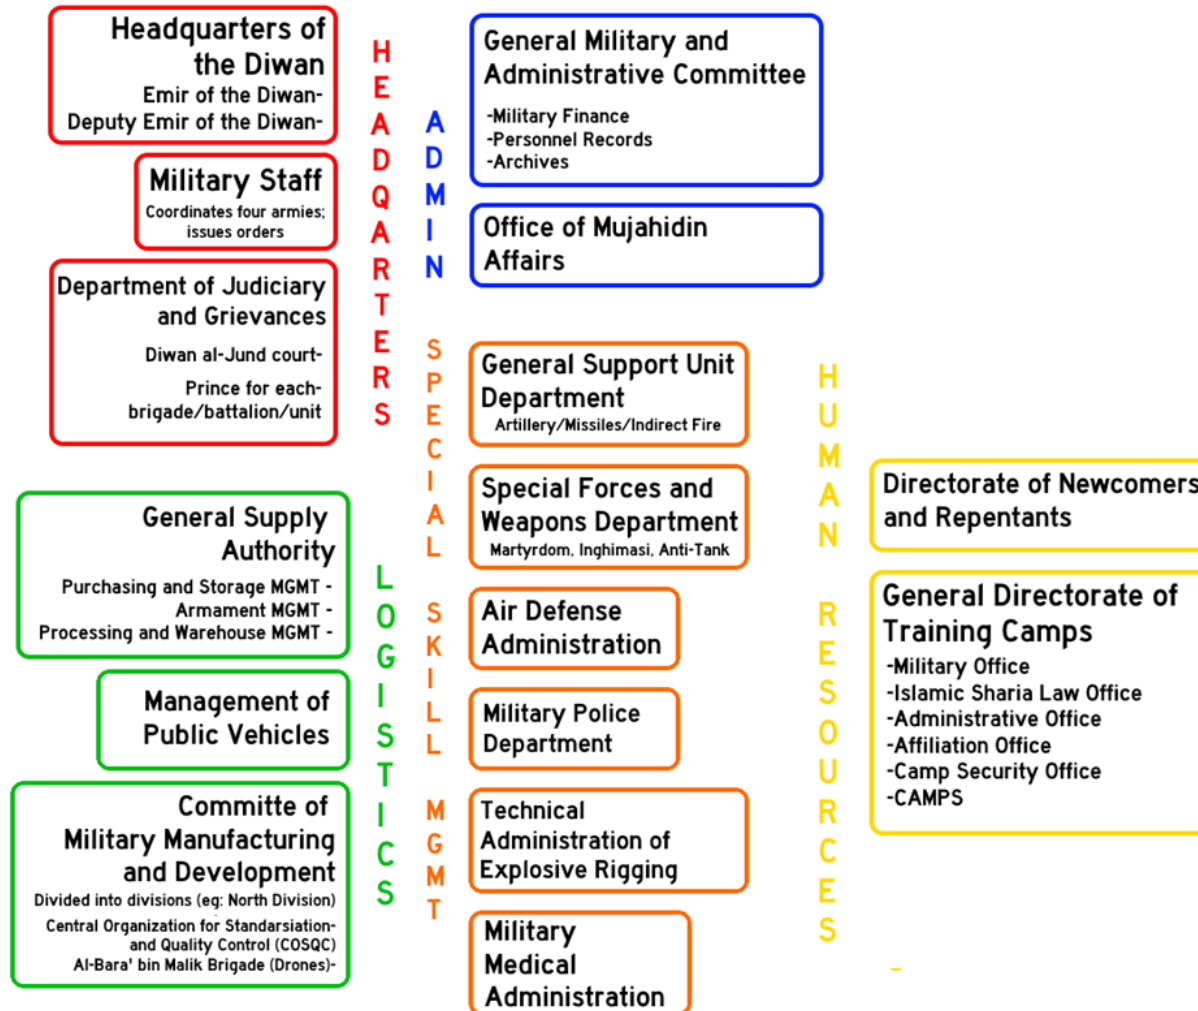 Headquarters of
the Diwan
Emir of the Diwan-
Deputy Emir of the Diwan-
Military Staff
Coordinates four armies;
issues orders
Department of Judiciary
and Grievances
Diwan al-Jund court-
Prince for each-
brigade/battalion/unit
HEADQARTERS
ADMIN
General Military and
Administrative Committee
-Military Finance
-Personnel Records
-Archives
Office of Mujahidin
Affairs
General Supply
Authority
Purchasing and Storage MGMT -
Armament MGMT -
Processing and Warehouse MGMT -
Management of
Public Vehicles
Committe of
Military Manufacturing
and Development
Divided into divisions (eg: North Division)
Central Organization for Standarsiation-
and Quality Control (COSQC)
Al-Bara' bin Malik Brigade (Drones)-
LOGISTICS
SPECIAL SKILL MGMT
General Support Unit
Department
Artillery/Missiles/Indirect Fire
Special Forces and
Weapons Department
Martyrdom, Inghimasi, Anti-Tank
Air Defense
Administration
Military Police
Department
Technical
Administration of
Explosive Rigging
Military
Medical
Administration
HUMAN RESOURCES
Directorate of Newcomers
and Repentants
General Directorate of
Training Camps
-Military Office
-Islamic Sharia Law Office
-Administrative Office
-Affiliation Office
-Camp Security Office
-CAMPS